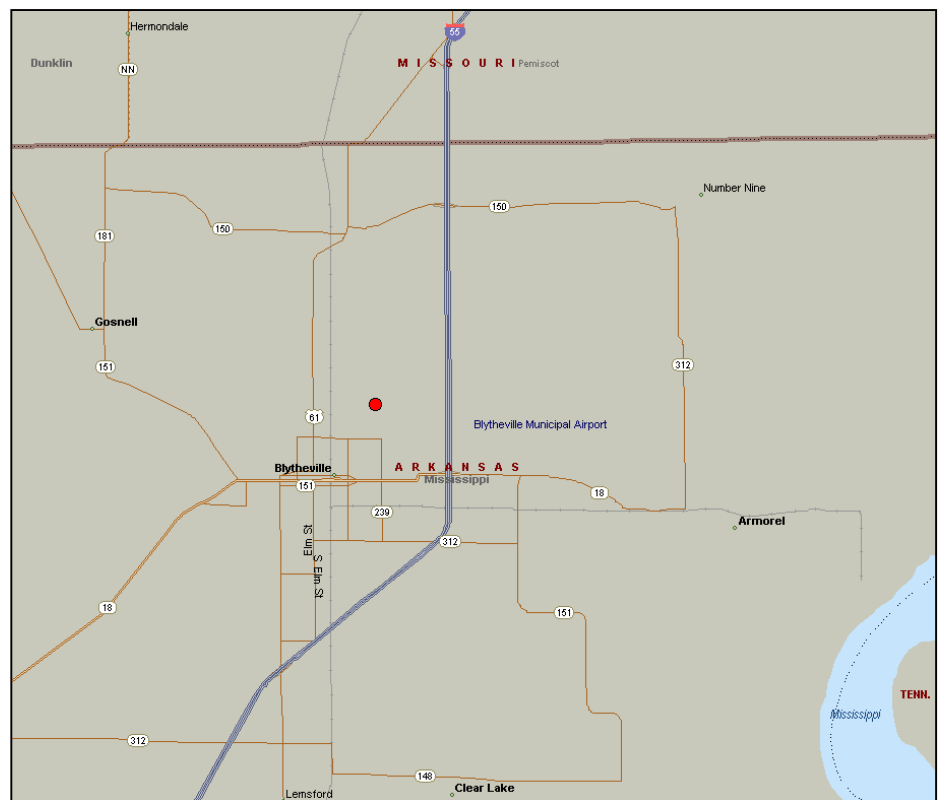 Hermondale
55
Dunklin
MISSOURI
Pemiscot
NN
Number Nine
150
150
181
Gosnell
151
312
61
Blytheville Municipal Airport
Blytheville
ARKANSAS
Mississippi
151
18
239
Armorel
Elm St
312
S Elm St
18
151
TENN.
Mississippi
312
148
Clear Lake
Lemsford